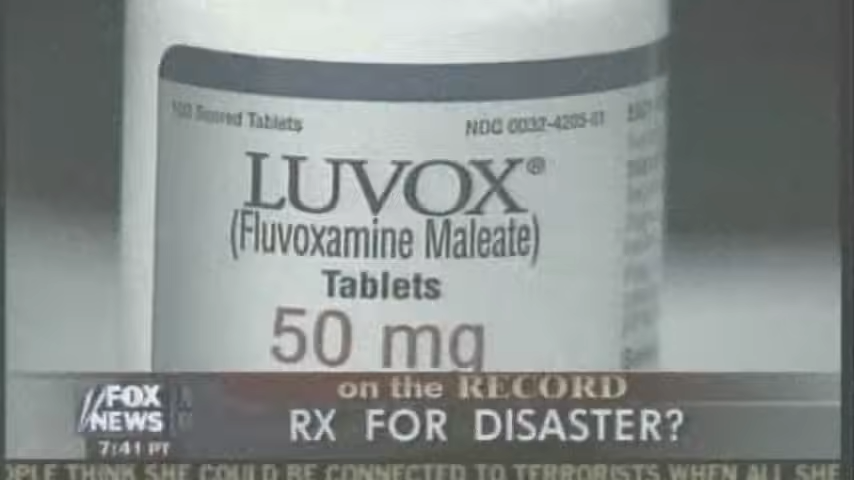 100 Scored Tablets
NDC 0032-4205-01
LUVOX®
(Fluvoxamine Maleate)
Tablets
50 mg
on the RECORD
FOX
NEWS
RX FOR DISASTER?
7:41 PT
OPLE THINK SHE COULD BE CONNECTED TO TERRORISTS WHEN ALL SHE